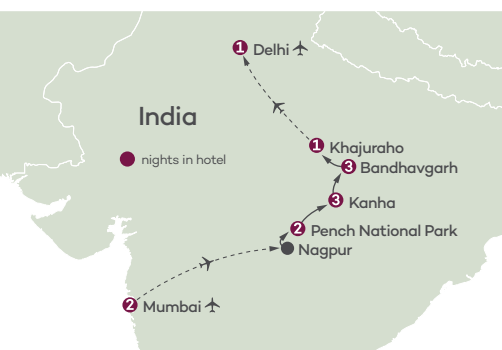 1 Delhi
India
1 Khajuraho
nights in hotel
3 Bandhavgarh
3 Kanha
2 Pench National Park
Nagpur
2 Mumbai